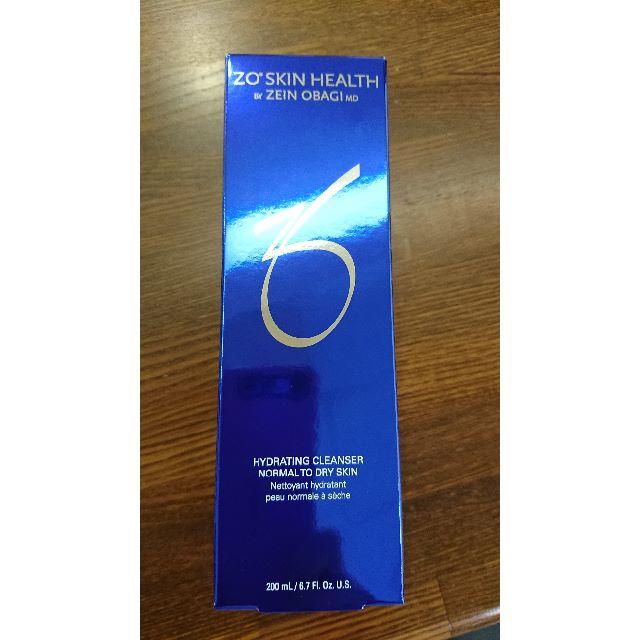 ZO® SKIN HEALTH
BY ZEIN OBAGI MD
HYDRATING CLEANSER
NORMAL TO DRY SKIN
Nettoyant hydratant
peau normale à sèche
200 mL / 6.7 Fl. Oz. U.S.